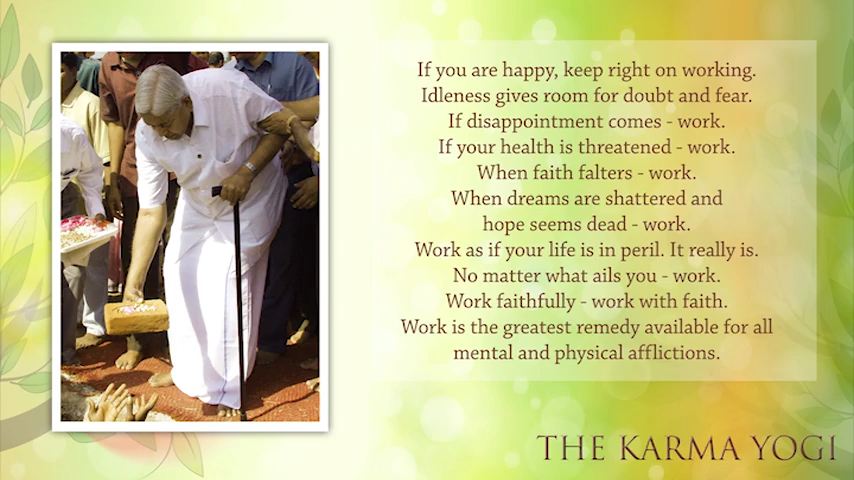 If you are happy, keep right on working.
Idleness gives room for doubt and fear.
If disappointment comes - work.
If your health is threatened - work.
When faith falters - work.
When dreams are shattered and
hope seems dead - work.
Work as if your life is in peril. It really is.
No matter what ails you - work.
Work faithfully - work with faith.
Work is the greatest remedy available for all
mental and physical afflictions.
THE KARMA YOGI